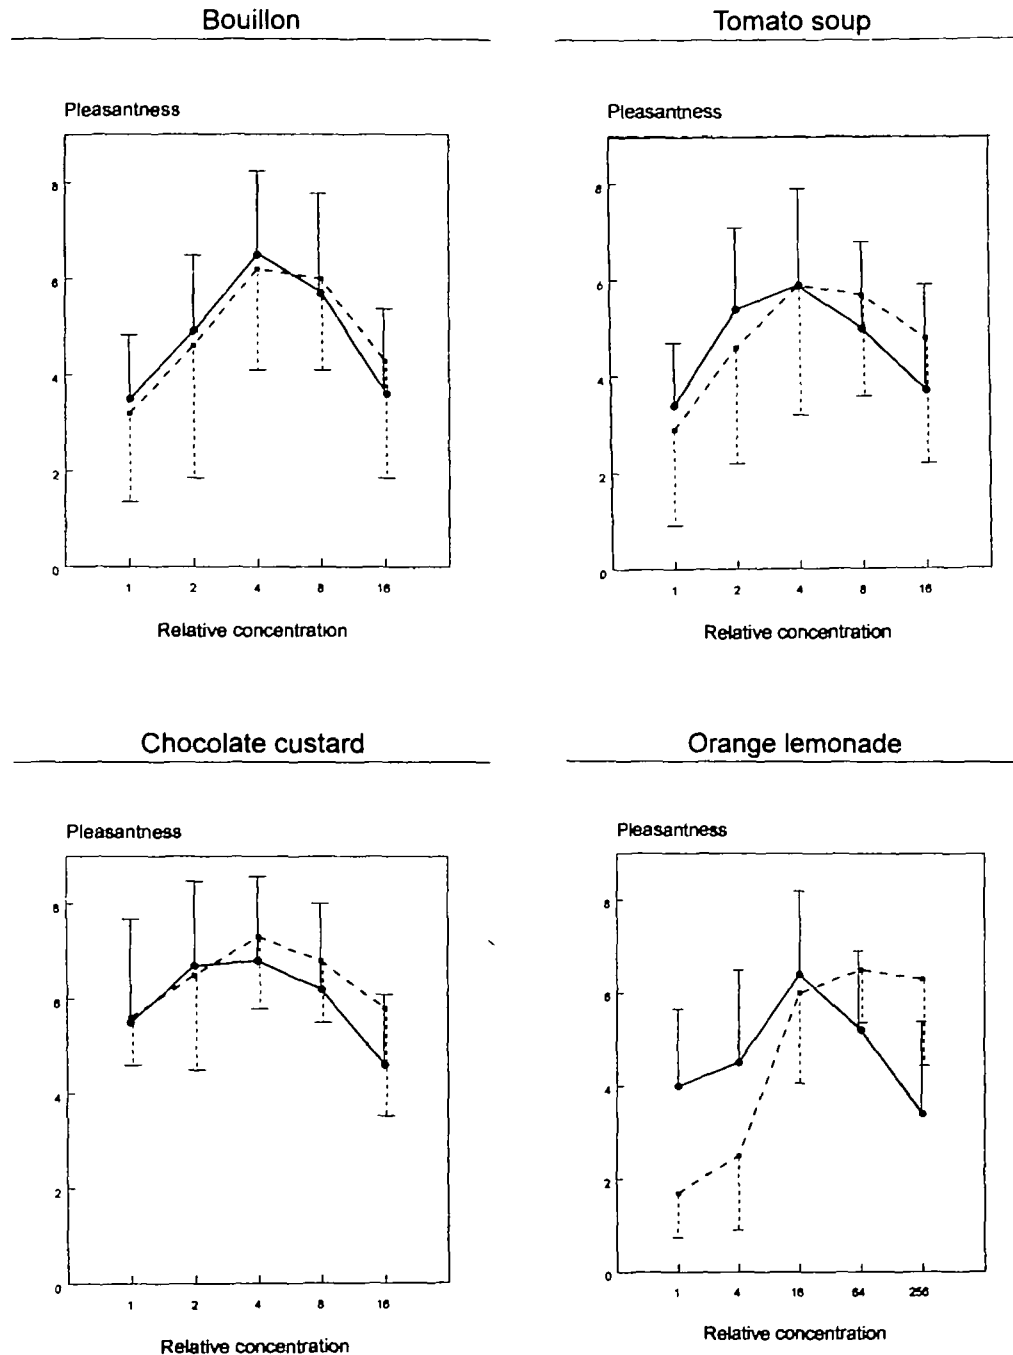 Bouillon
Pleasantness
8
6
4
2
0
1 2 4 8 16
Relative concentration
Tomato soup
Pleasantness
8
6
4
2
0
1 2 4 8 16
Relative concentration
Chocolate custard
Pleasantness
8
6
4
2
0
1 2 4 8 16
Relative concentration
Orange lemonade
Pleasantness
8
6
4
2
0
1 4 16 64 256
Relative concentration